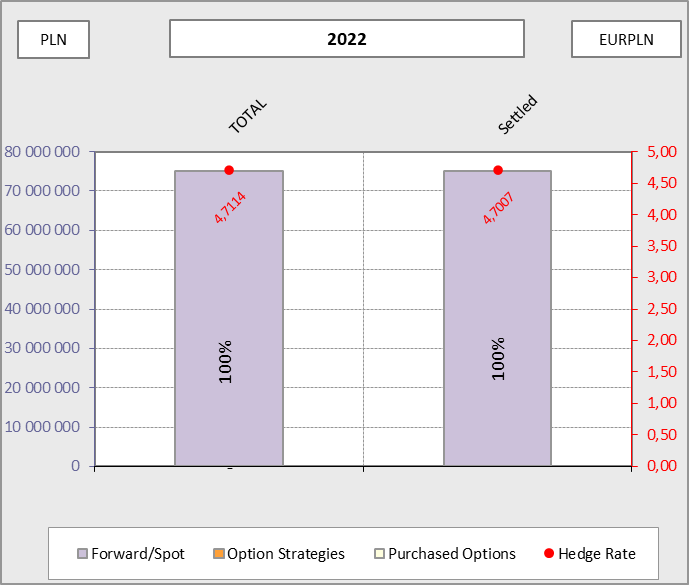 PLN
2022
EURPLN
TOTAL
Settled
80 000 000
70 000 000
60 000 000
50 000 000
40 000 000
30 000 000
20 000 000
10 000 000
0
5,00
4,50
4,00
3,50
3,00
2,50
2,00
1,50
1,00
0,50
0,00
4,7114
4,7007
100%
100%
-
Forward/Spot
Option Strategies
Purchased Options
Hedge Rate